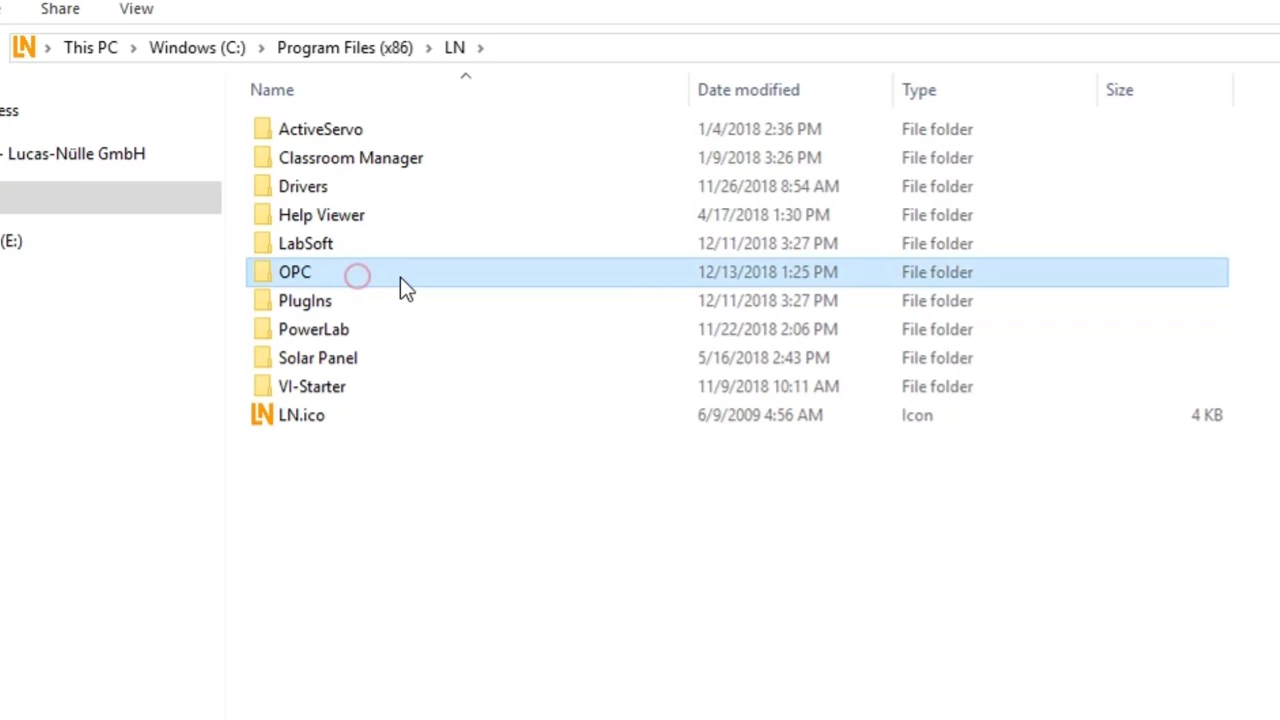 Share View
LN > This PC > Windows (C:) > Program Files (x86) > LN >
Name Date modified Type Size
ess
ActiveServo 1/4/2018 2:36 PM File folder
- Lucas-Nülle GmbH
Classroom Manager 1/9/2018 3:26 PM File folder
Drivers 11/26/2018 8:54 AM File folder
Help Viewer 4/17/2018 1:30 PM File folder
(E:)
LabSoft 12/11/2018 3:27 PM File folder
OPC 12/13/2018 1:25 PM File folder
PlugIns 12/11/2018 3:27 PM File folder
PowerLab 11/22/2018 2:06 PM File folder
Solar Panel 5/16/2018 2:43 PM File folder
VI-Starter 11/9/2018 10:11 AM File folder
LN LN.ico 6/9/2009 4:56 AM Icon 4 KB